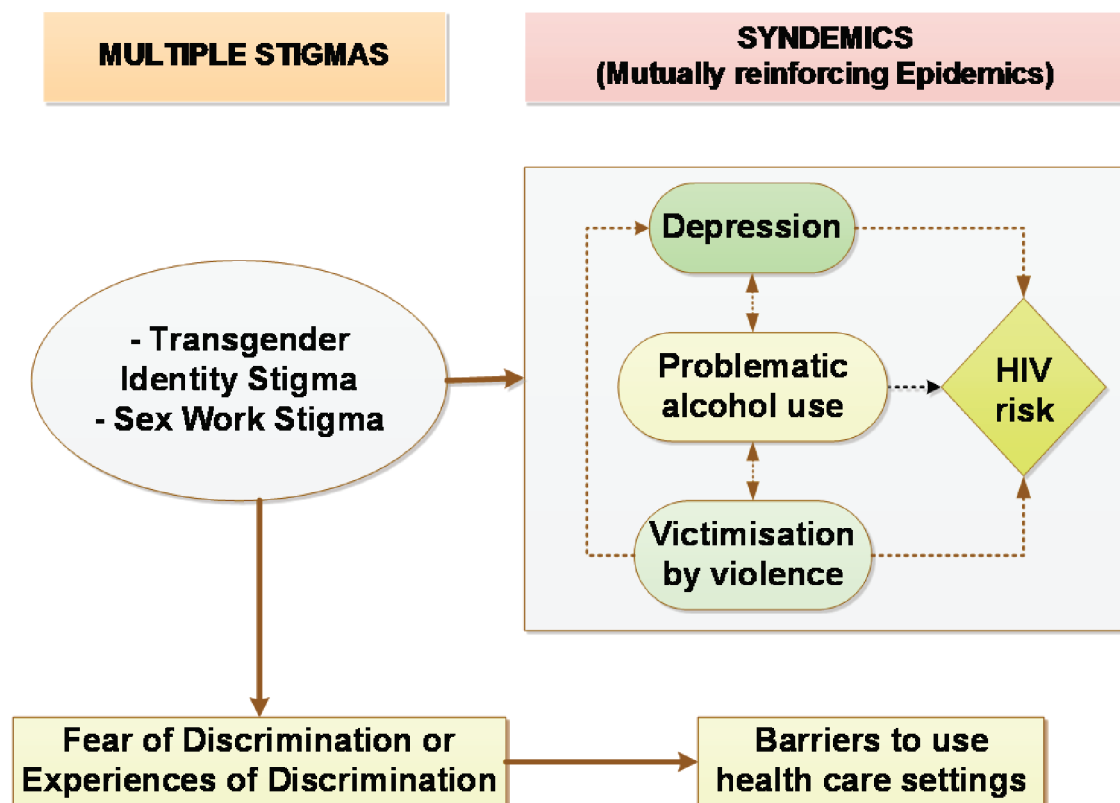 MULTIPLE STIGMAS
SYNDEMICS
(Mutually reinforcing Epidemics)
- Transgender
Identity Stigma
- Sex Work Stigma
Depression
Problematic
alcohol use
HIV
risk
Victimisation
by violence
Fear of Discrimination or
Experiences of Discrimination
Barriers to use
health care settings